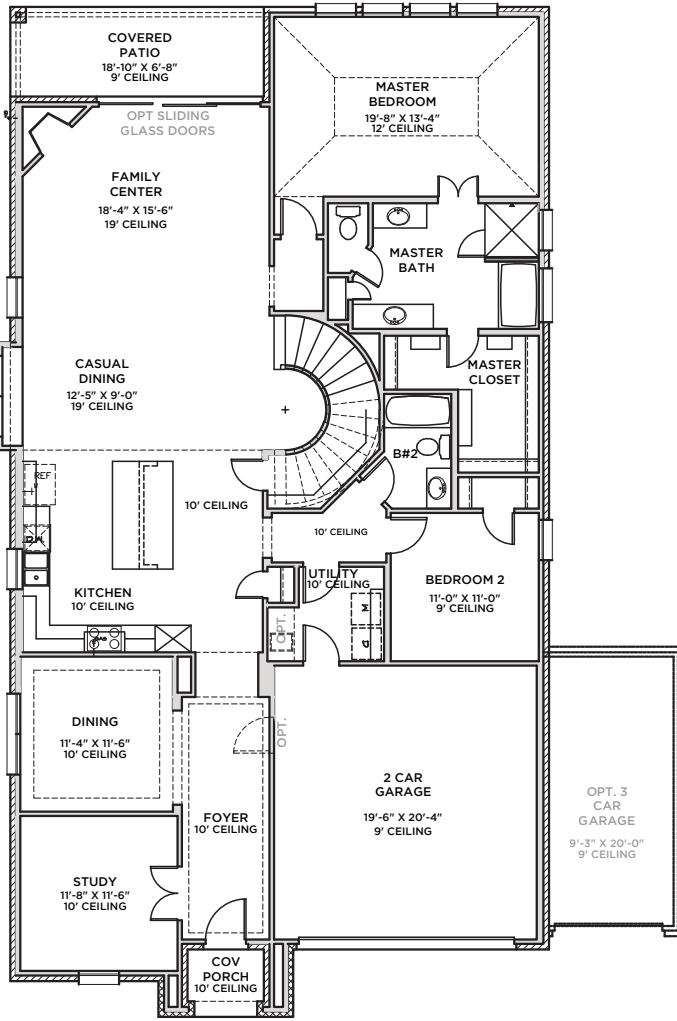 COVERED
PATIO
18'-10" X 6'-8"
9' CEILING
MASTER
BEDROOM
19'-8" X 13'-4"
12' CEILING
OPT SLIDING
GLASS DOORS
FAMILY
CENTER
18'-4" X 15'-6"
19' CEILING
MASTER
BATH
CASUAL
DINING
12'-5" X 9'-0"
19' CEILING
MASTER
CLOSET
B#2
REF
10' CEILING
10' CEILING
KITCHEN
10' CEILING
UTILITY
10' CEILING
BEDROOM 2
11'-0" X 11'-0"
9' CEILING
OPT.
DINING
11'-4" X 11'-6"
10' CEILING
OPT.
2 CAR
GARAGE
19'-6" X 20'-4"
9' CEILING
OPT. 3
CAR
GARAGE
9'-3" X 20'-0"
9' CEILING
FOYER
10' CEILING
STUDY
11'-8" X 11'-6"
10' CEILING
COV
PORCH
10' CEILING